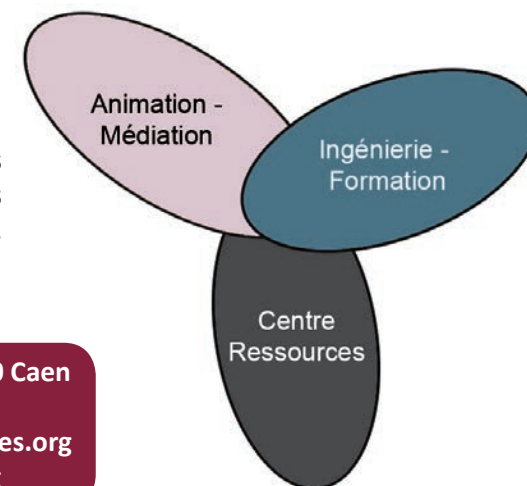 Animation -
Médiation
Ingénierie -
Formation
Centre
Ressources
Caen
es.org